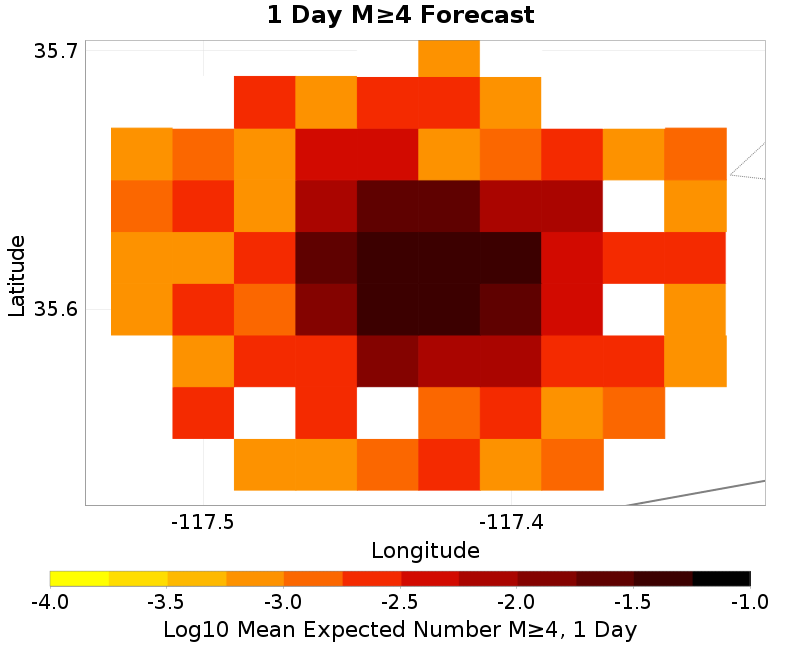 1 Day M≥4 Forecast
35.7
35.6
Latitude
-117.5 -117.4
Longitude
-4.0 -3.5 -3.0 -2.5 -2.0 -1.5 -1.0
Log10 Mean Expected Number M≥4, 1 Day